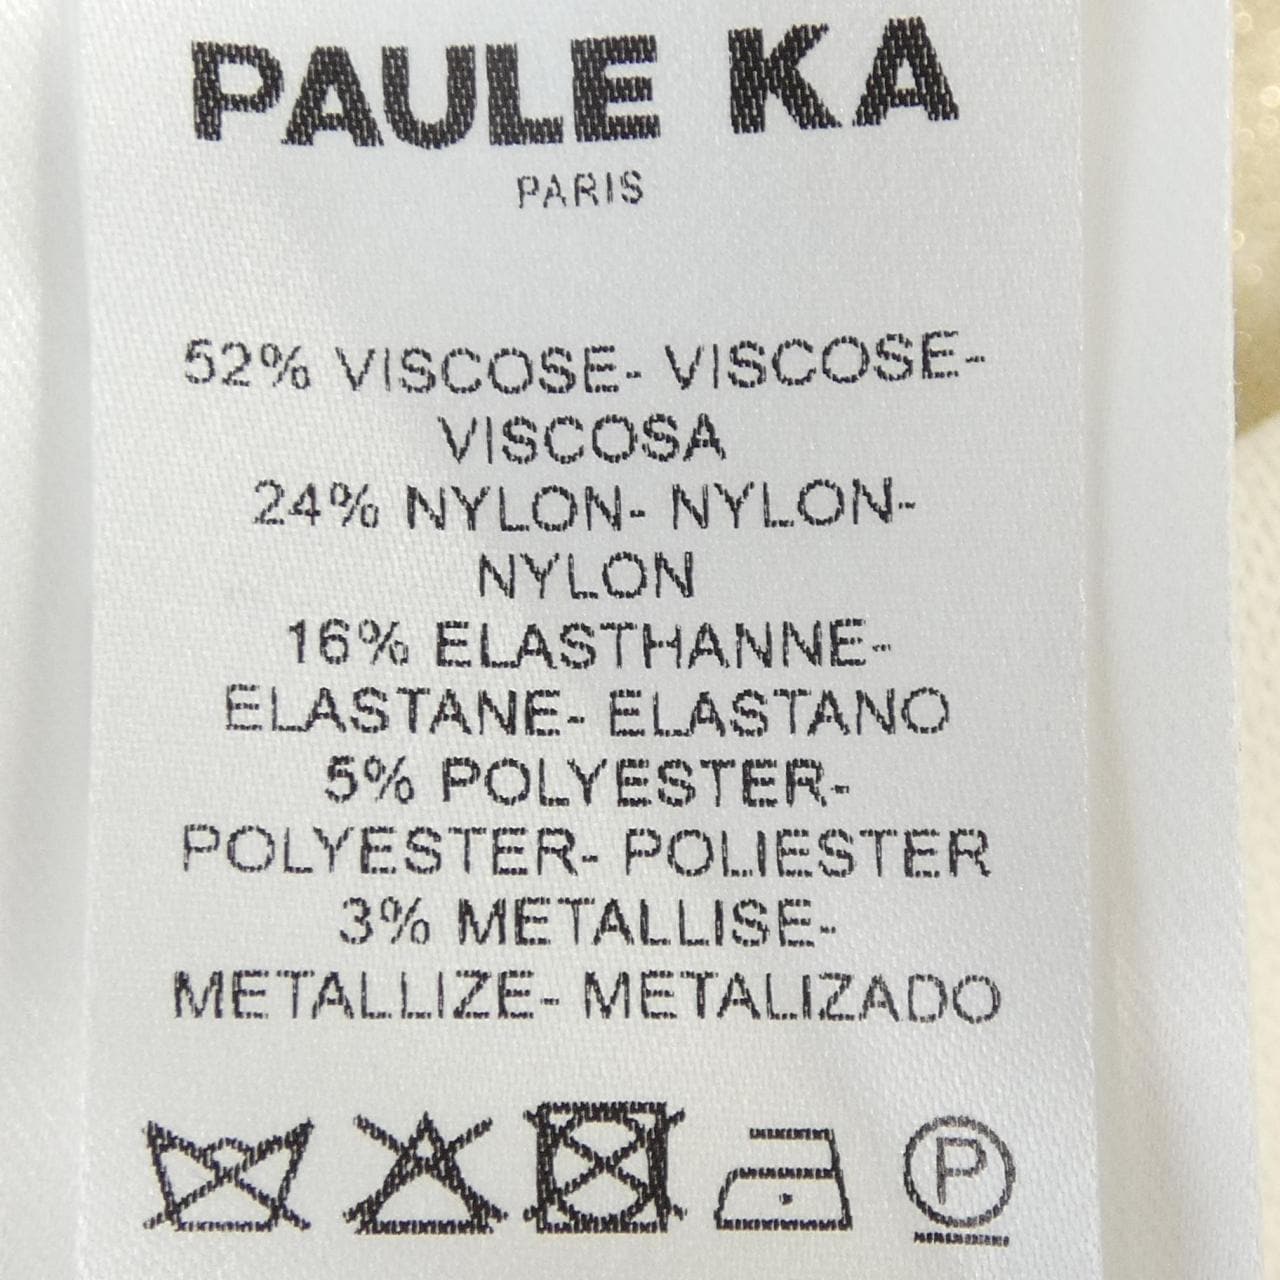 PAULE KA
PARIS
52% VISCOSE- VISCOSE-
VISCOSA
24% NYLON- NYLON-
NYLON
16% ELASTHANNE-
ELASTANE- ELASTANO
5% POLYESTER-
POLYESTER- POLIESTER
3% METALLISE-
METALLIZE- METALIZADO
P